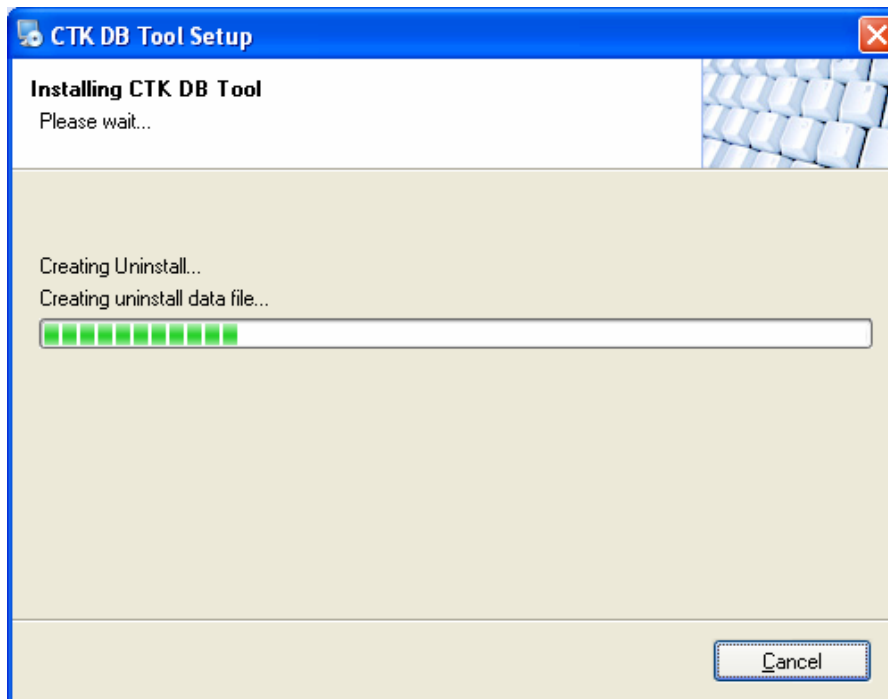 CTK DB Tool Setup
Installing CTK DB Tool
Please wait...
Creating Uninstall...
Creating uninstall data file...
Cancel